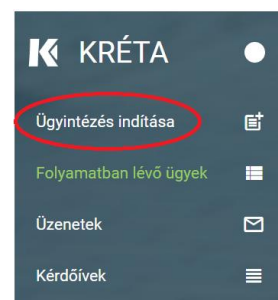 KRÉTA
Ügyintézés indítása
Folyamatban lévő ügyek
Üzenetek
Kérdőívek